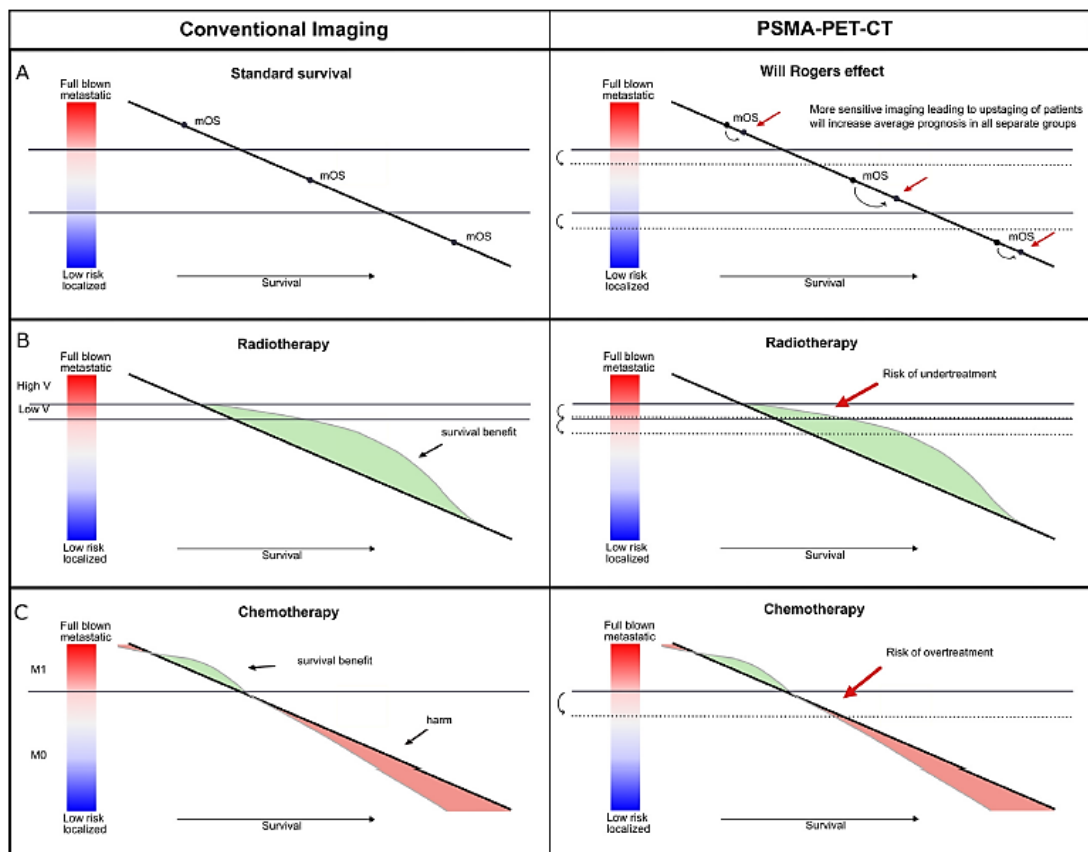 Conventional Imaging
PSMA-PET-CT
A
Standard survival
Full blown
metastatic
mOS
mOS
mOS
Low risk
localized
Survival
Will Rogers effect
Full blown
metastatic
More sensitive imaging leading to upstaging of patients
will increase average prognosis in all separate groups
mOS
mOS
mOS
Low risk
localized
Survival
B
Radiotherapy
Full blown
metastatic
High V
Low V
survival benefit
Low risk
localized
Survival
Radiotherapy
Full blown
metastatic
Risk of undertreatment
Low risk
localized
Survival
C
Chemotherapy
Full blown
metastatic
M1
survival benefit
harm
M0
Low risk
localized
Survival
Chemotherapy
Full blown
metastatic
Risk of overtreatment
Low risk
localized
Survival